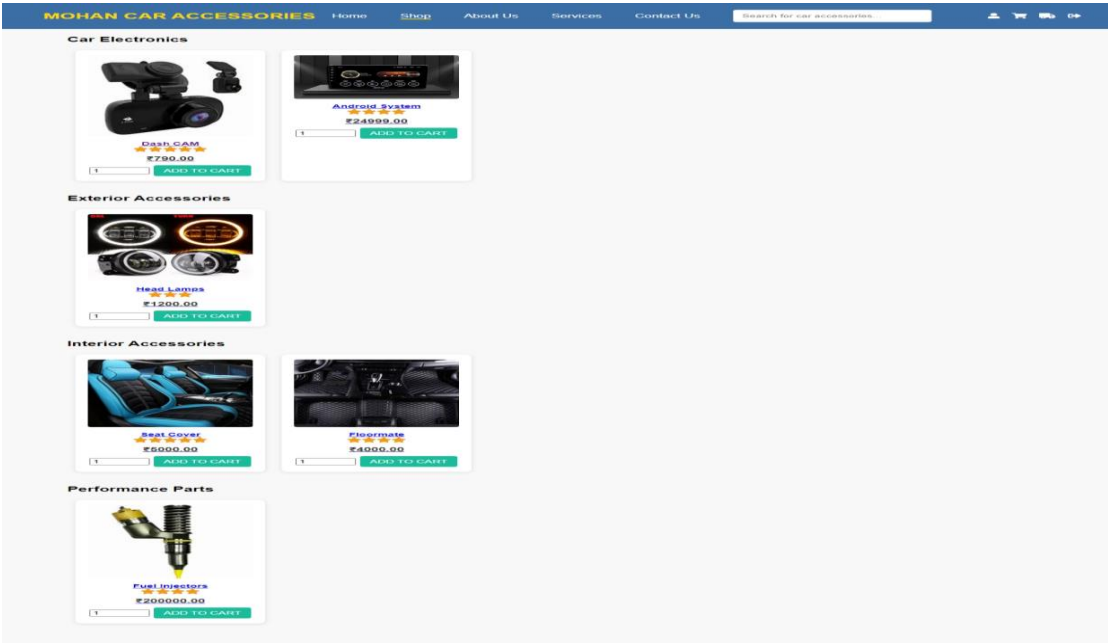 MOHAN CAR ACCESSORIES Home Shop About Us Services Contact Us Search for car accessories...
Car Electronics
Dash CAM
₹790.00
1 ADD TO CART
Android System
₹24999.00
1 ADD TO CART
Exterior Accessories
Head Lamps
₹1200.00
1 ADD TO CART
Interior Accessories
Seat Cover
₹5000.00
1 ADD TO CART
Floormate
₹4000.00
1 ADD TO CART
Performance Parts
Fuel Injectors
₹200000.00
1 ADD TO CART